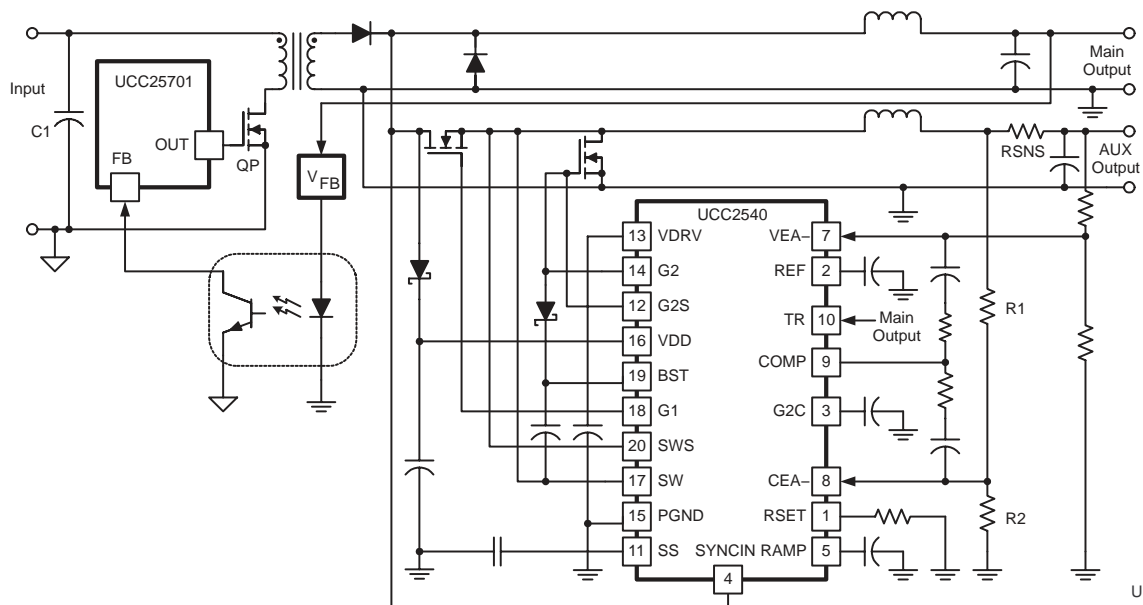 Input
C1
UCC25701
OUT
FB
QP
V FB
Main
Output
RSNS
AUX
Output
UCC2540
13 VDRV
14 G2
12 G2S
16 VDD
19 BST
18 G1
20 SWS
17 SW
15 PGND
11 SS
SYNCIN RAMP
4
VEA− 7
REF 2
TR 10
Main
Output
COMP 9
G2C 3
CEA− 8
RSET 1
5
R1
R2
U